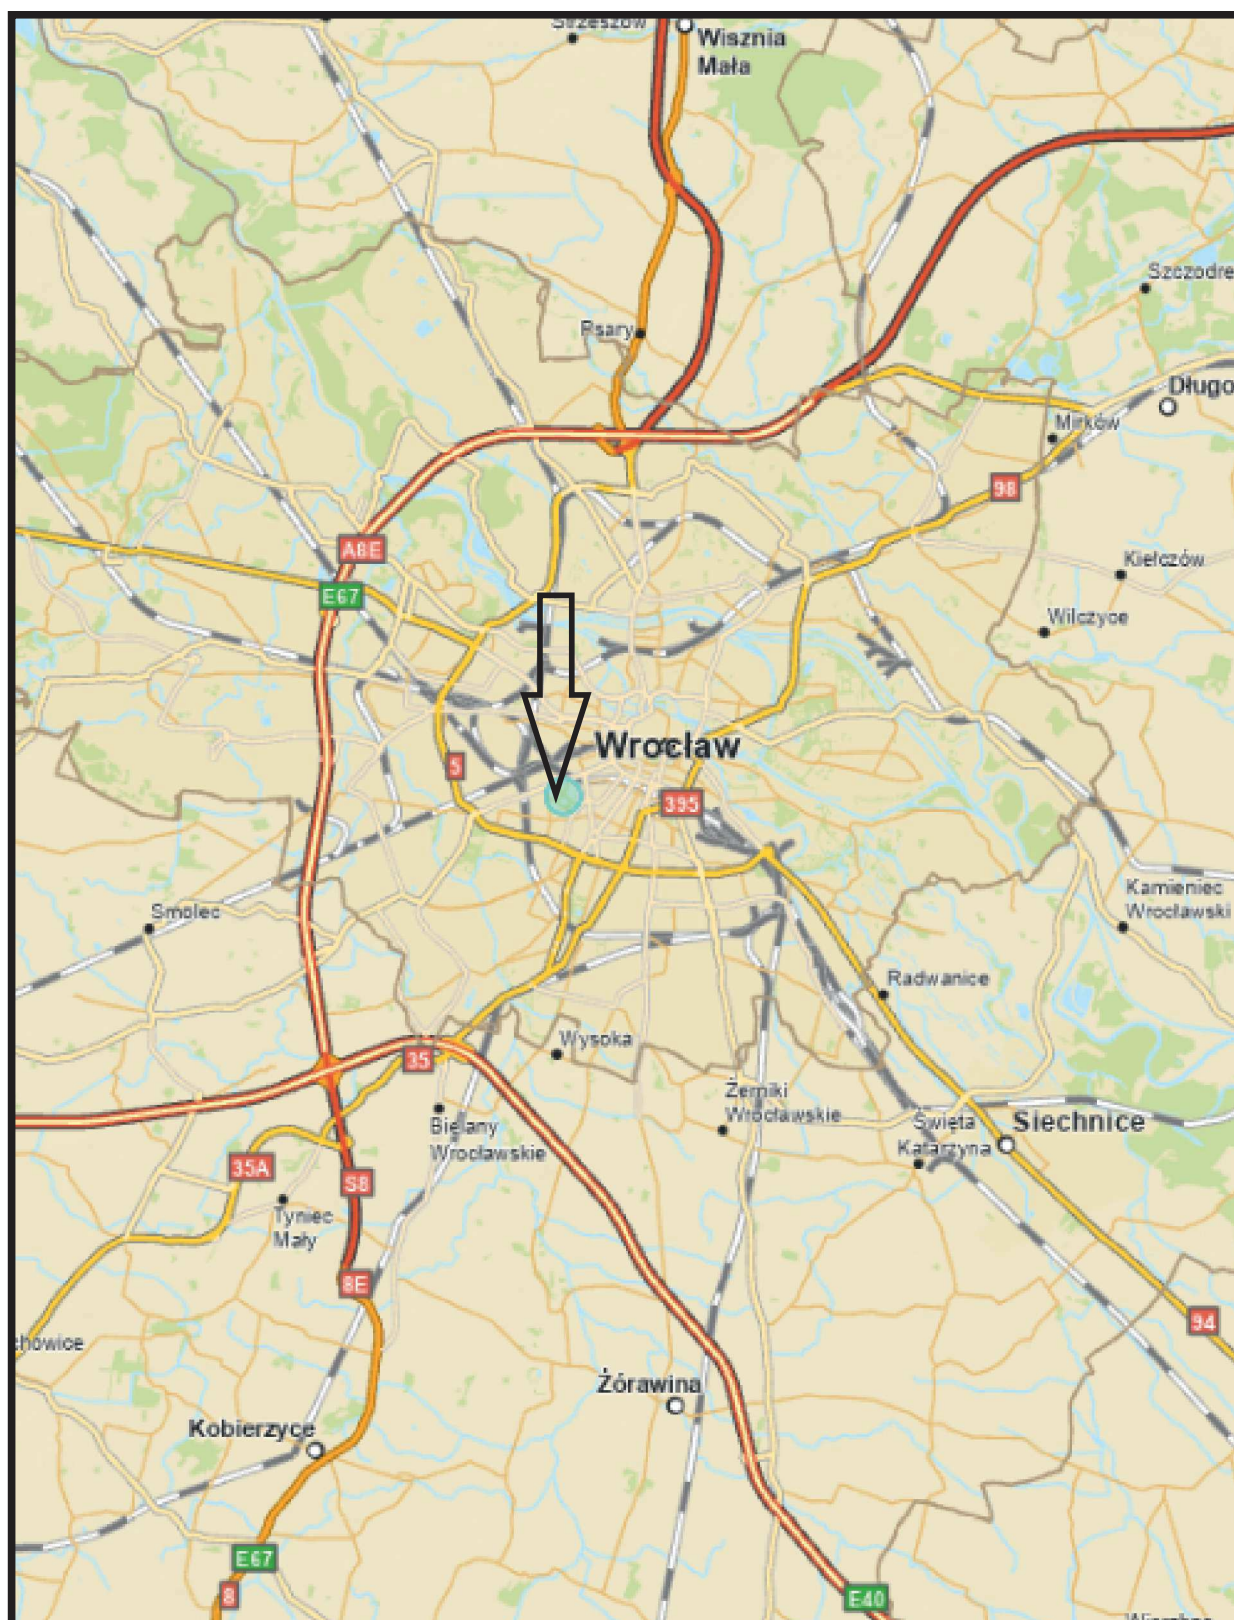 Strzeszów
Wisznia
Mała
Szczodre
Psary
Długo
Mirków
98
A8E
Kiełczów
E67
Wilczyce
Wrocław
5
395
Kamieniec
Wrocławski
Smolec
Radwanice
Wysoka
35
Żerniki
Wrocławskie
Bielany
Wrocławskie
Święta
Katarzyna
Siechnice
35A
S8
Tyniec
Mały
8E
94
chowice
Żórawina
Kobierzyce
E67
8
E40